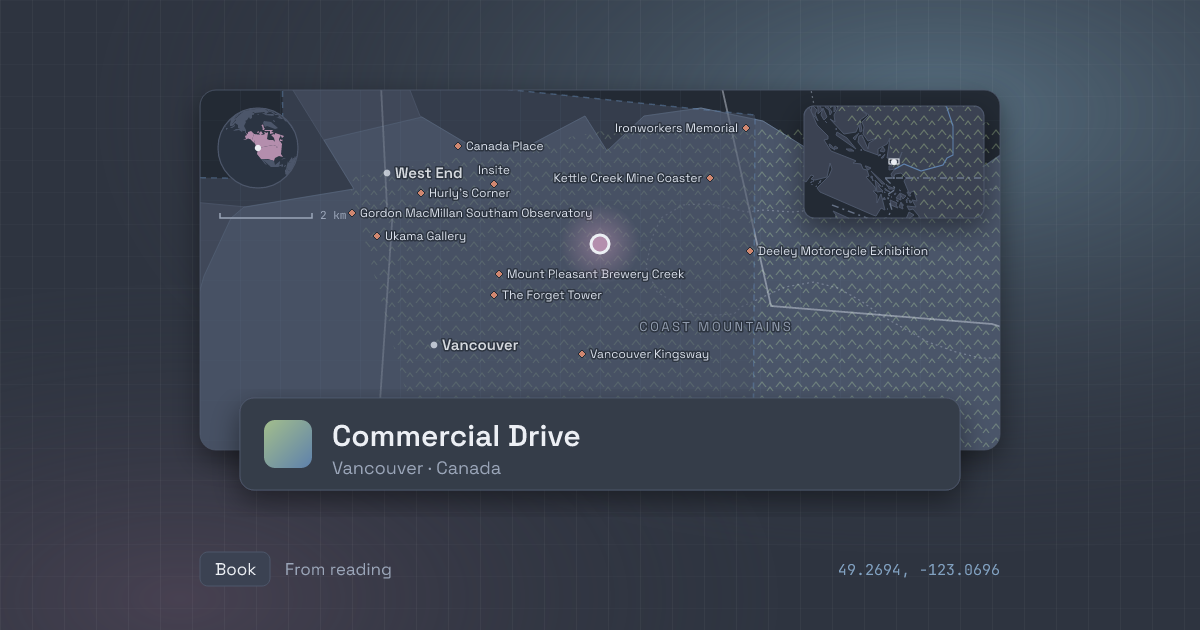 Ironworkers Memorial
Canada Place
West End
Insite
Kettle Creek Mine Coaster
Hurly's Corner
2 km
Gordon MacMillan Southam Observatory
Ukama Gallery
Deeley Motorcycle Exhibition
Mount Pleasant Brewery Creek
The Forget Tower
COAST MOUNTAINS
Vancouver
Vancouver Kingsway
Commercial Drive
Vancouver · Canada
Book
From reading
49.2694, -123.0696